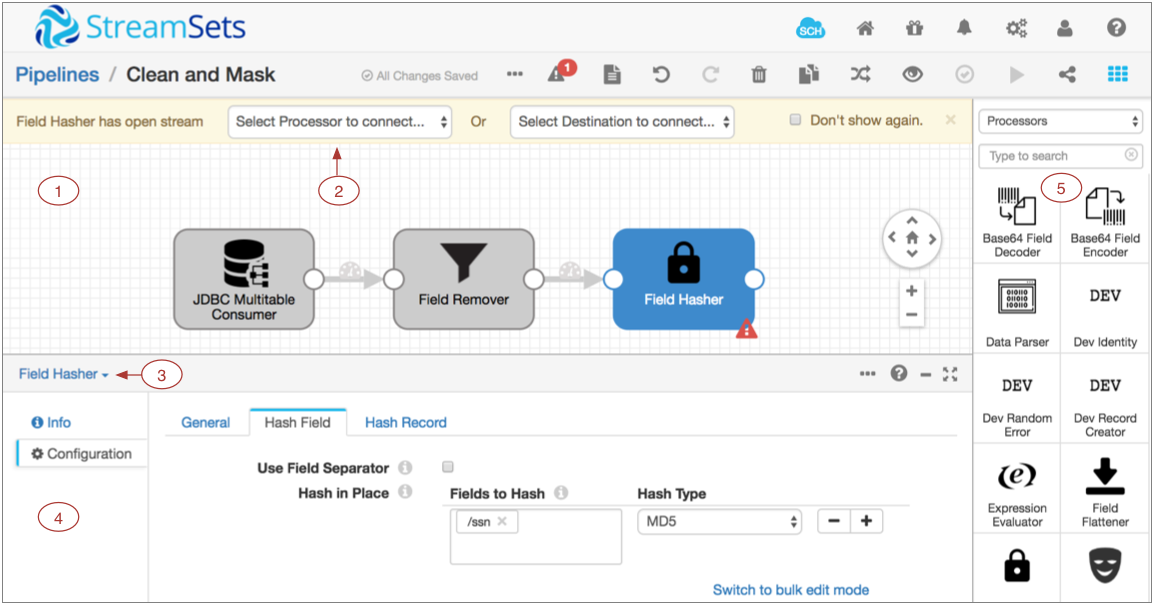 StreamSets
SCH
Pipelines / Clean and Mask
All Changes Saved
1
Field Hasher has open stream
Select Processor to connect...
Or
Select Destination to connect...
Don't show again.
Processors
Type to search
1
2
5
JDBC Multitable
Consumer
Field Remover
Field Hasher
Base64 Field
Decoder
Base64 Field
Encoder
Data Parser
DEV
Dev Identity
DEV
Dev Random
Error
DEV
Dev Record
Creator
Expression
Evaluator
Field
Flattener
Field Hasher
3
Info
Configuration
4
General
Hash Field
Hash Record
Use Field Separator
Hash in Place
Fields to Hash
Hash Type
/ssn
MD5
Switch to bulk edit mode